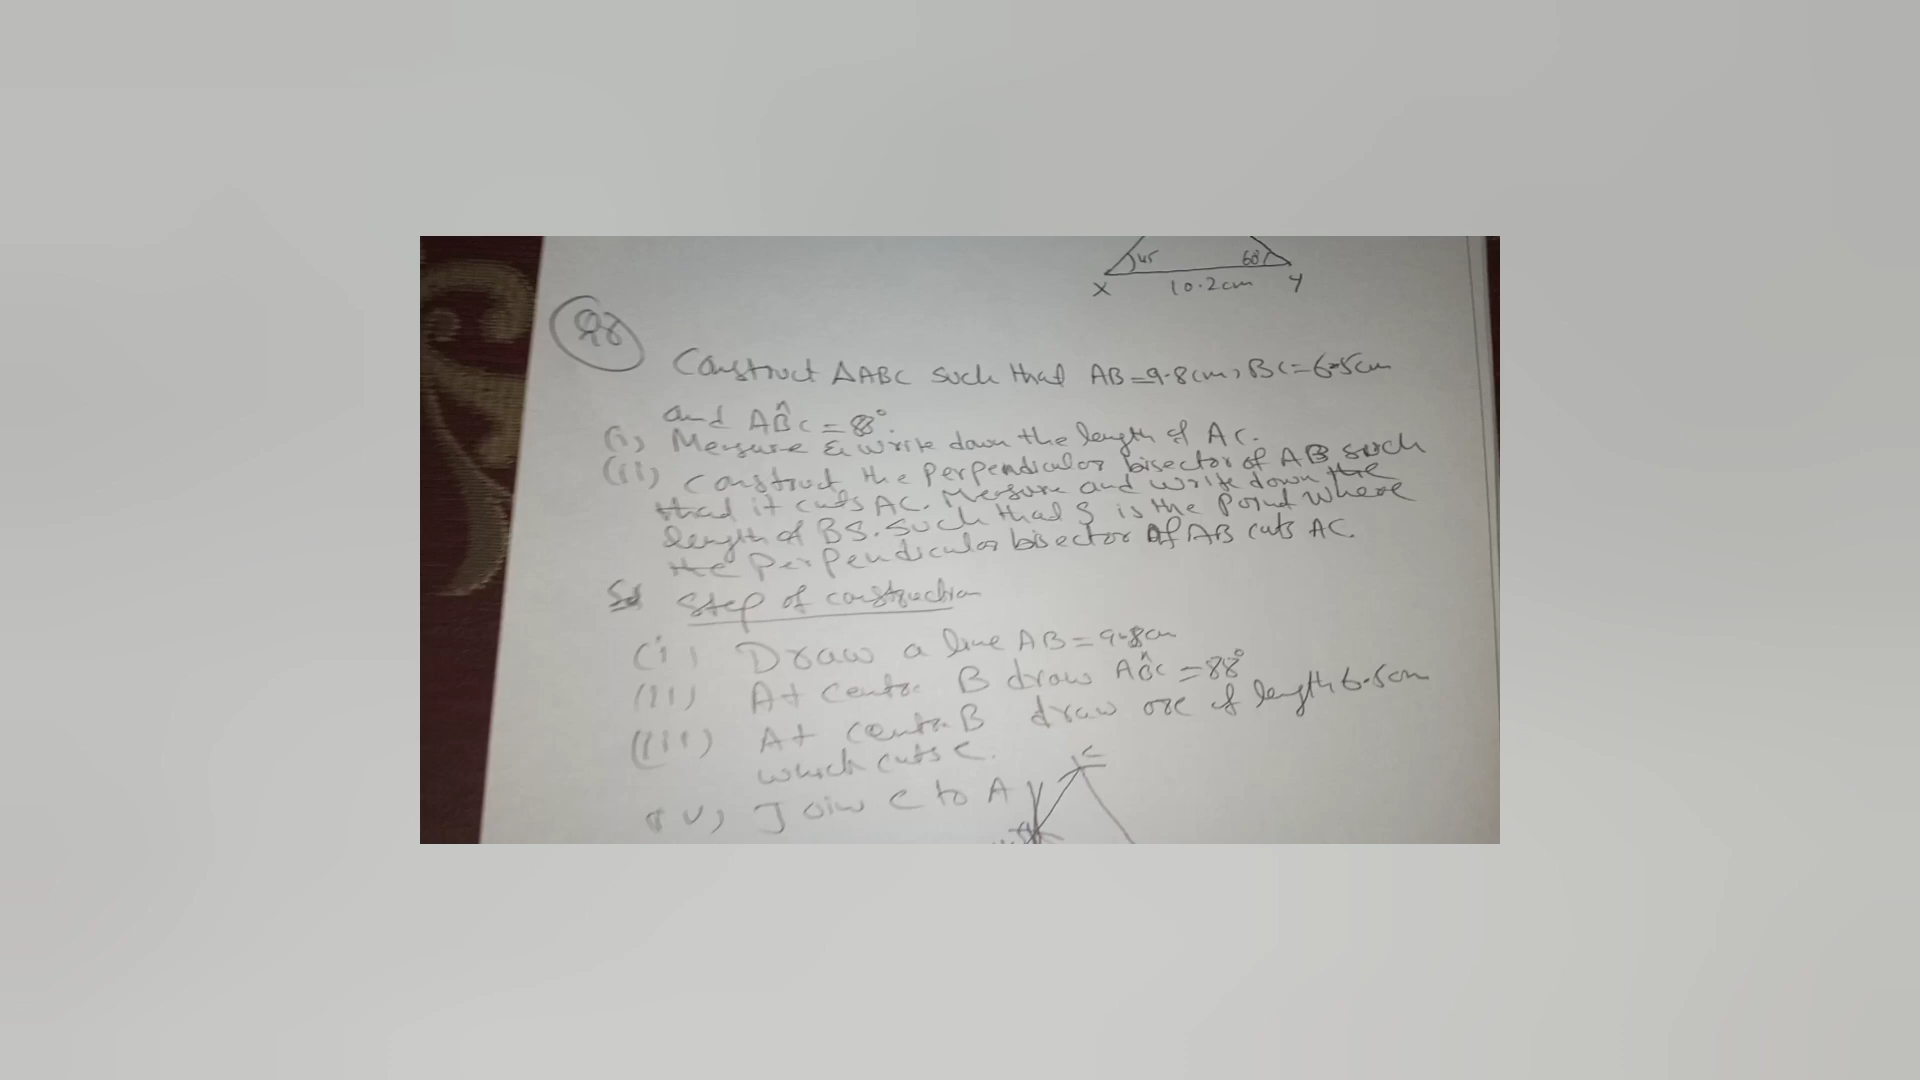 45 60
X 10.2cm Y
Construct ΔABC such that AB=9.8cm, BC=6.5cm
and AB̂C = 88°.
(i) Measure & write down the length of AC.
(ii) Construct the perpendicular bisector of AB such
that it cuts AC. Measure and write down the
length of BS. Such that S is the point where
the perpendicular bisector of AB cuts AC.
Step of construction
(i) Draw a line AB = 9.8cm
(ii) At centre B draw AB̂C = 88°
(iii) At centre B draw arc of length 6.5cm
which cuts C.
(iv) Join C to A
C